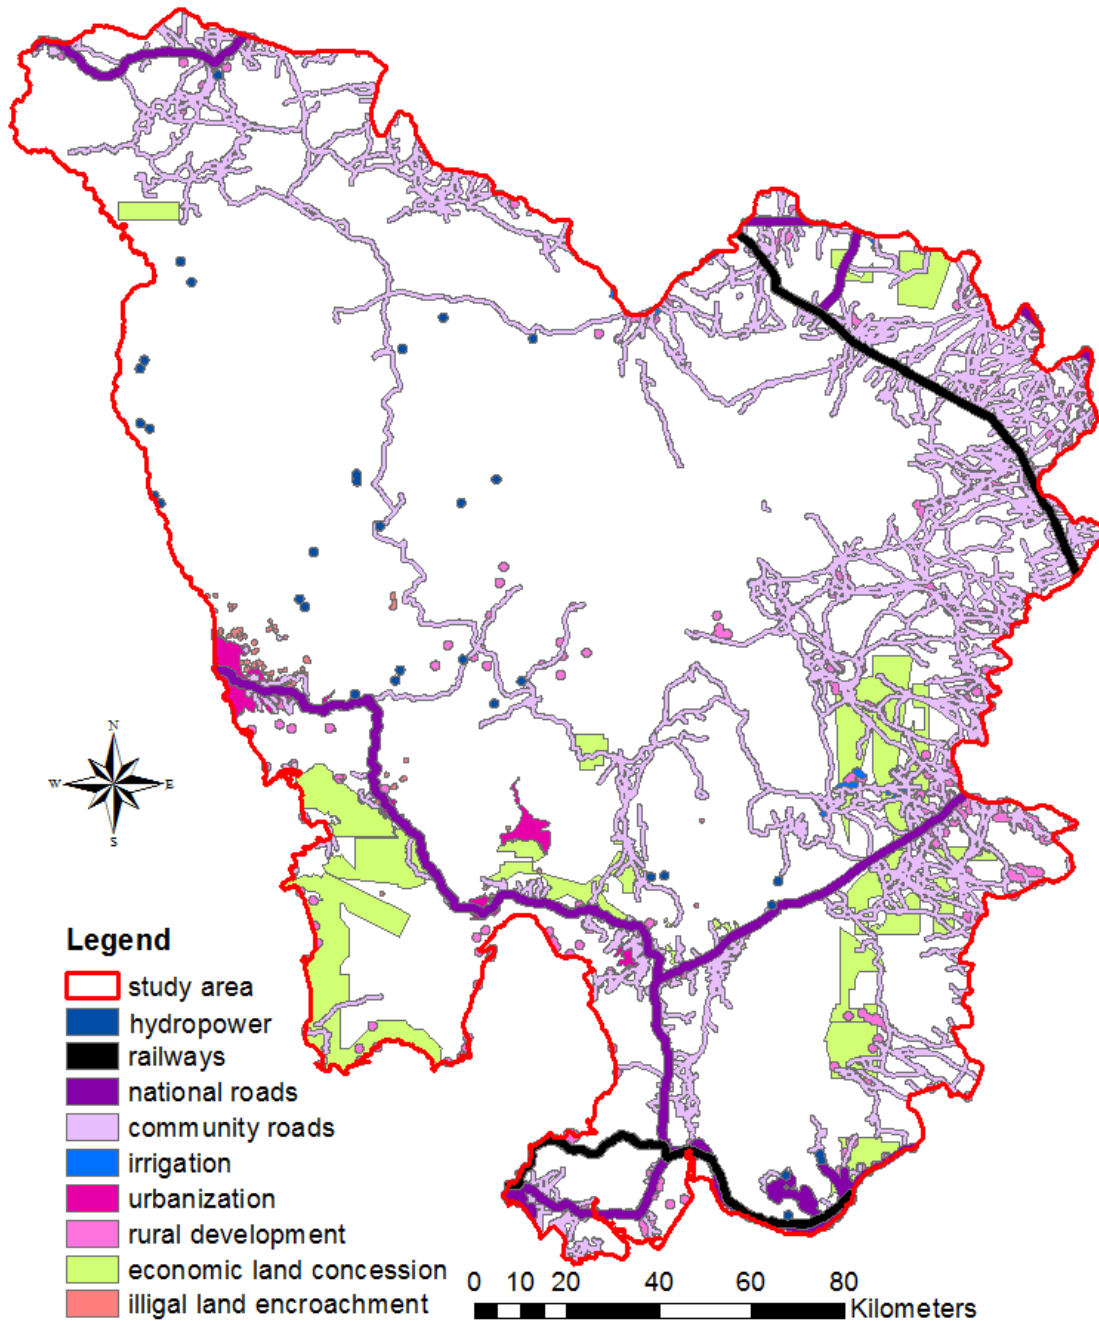 N
W E
S
Legend
study area
hydropower
railways
national roads
community roads
irrigation
urbanization
rural development
economic land concession
illigal land encroachment
0 10 20 40 60 80
Kilometers